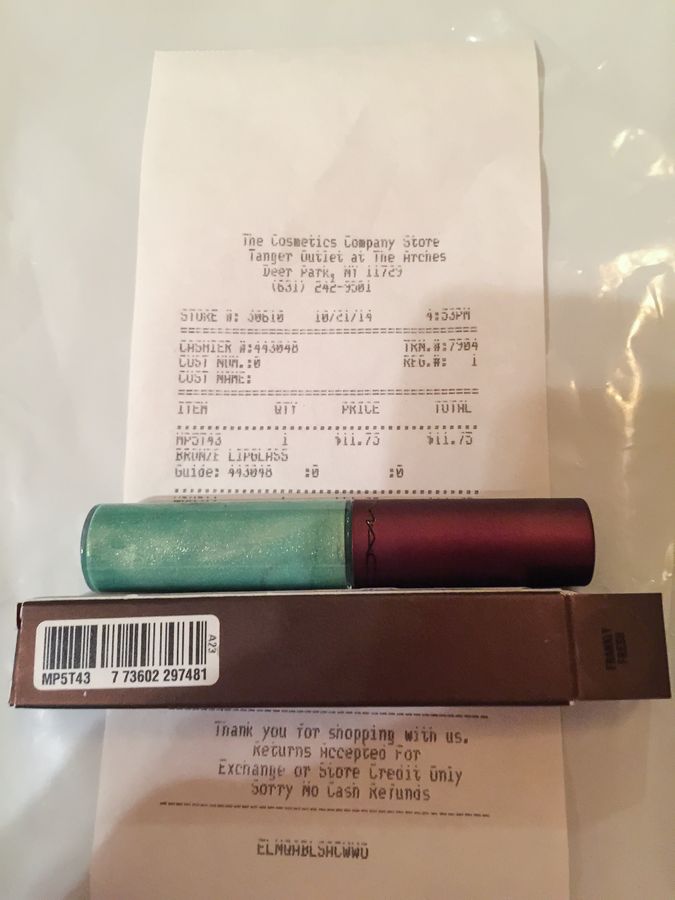 The Cosmetics Company Store
Tanger Outlet at The Arches
Deer Park, NY 11729
(631) 242-9501
STORE #: 30610 10/21/14 4:53PM
CASHIER #:443048 TRN.#:7904
CUST NUM.:0 REG.#: 1
CUST NAME:
ITEM QTY PRICE TOTAL
MP5T43 1 $11.75 $11.75
BRONZE LIPGLASS
Guide: 443048 :0 :0
MAC
A23
MP5T43 7 73602 297481
FRANKLY
FRESH
Thank you for shopping with us.
Returns Accepted For
Exchange or Store Credit Only
Sorry No Cash Refunds